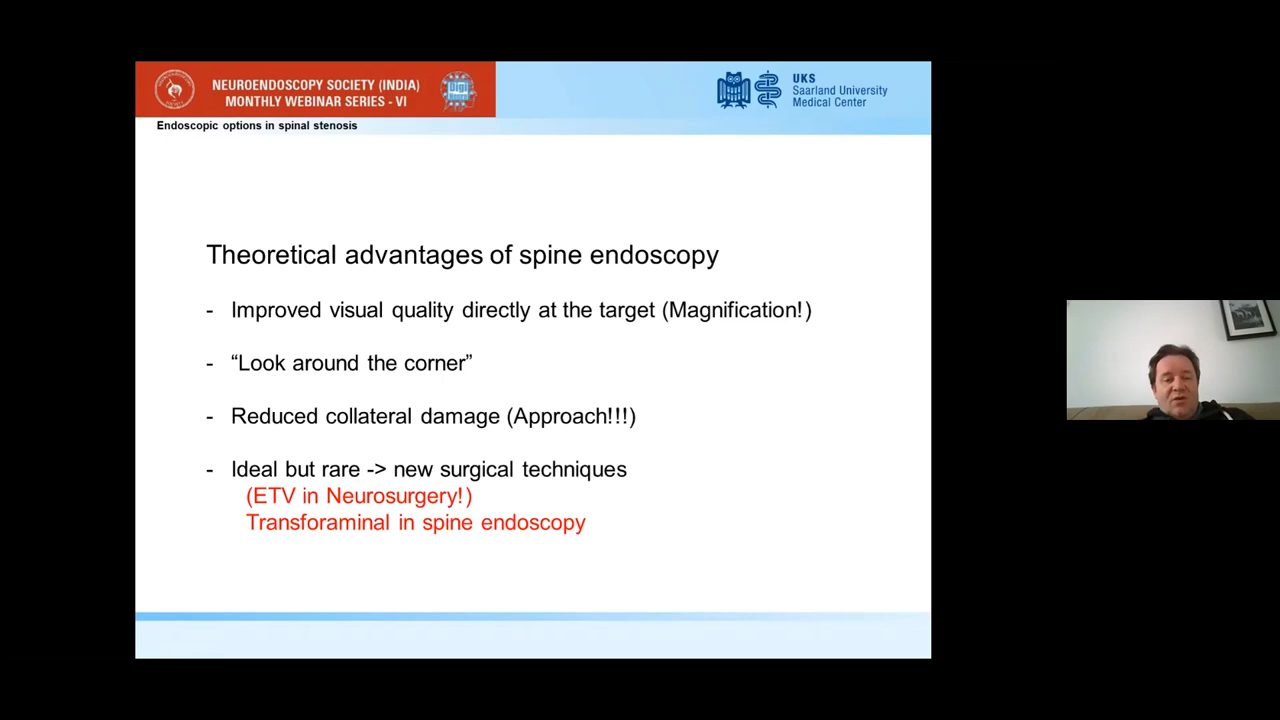 NEUROENDOSCOPY SOCIETY (INDIA)
MONTHLY WEBINAR SERIES - VI
UKS
Saarland University
Medical Center
Endoscopic options in spinal stenosis
Theoretical advantages of spine endoscopy
- Improved visual quality directly at the target (Magnification!)
- “Look around the corner”
- Reduced collateral damage (Approach!!!)
- Ideal but rare -> new surgical techniques
(ETV in Neurosurgery!)
Transforaminal in spine endoscopy